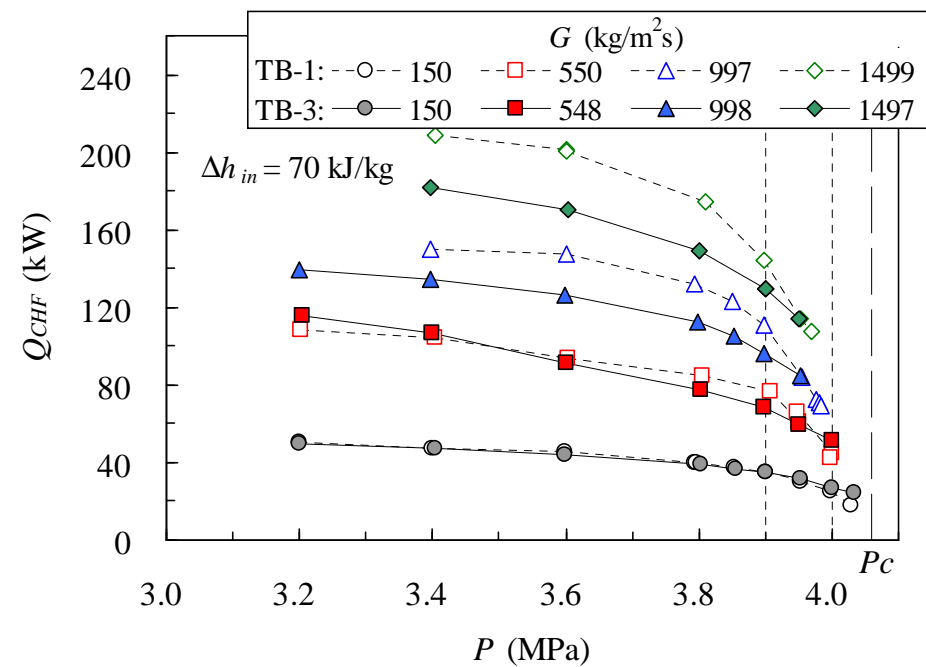 G (kg/m²s)
TB-1: 150 550 997 1499
TB-3: 150 548 998 1497
Δh in = 70 kJ/kg
240
200
160
120
80
40
0
Q_CHF (kW)
Pc
3.0 3.2 3.4 3.6 3.8 4.0
P (MPa)